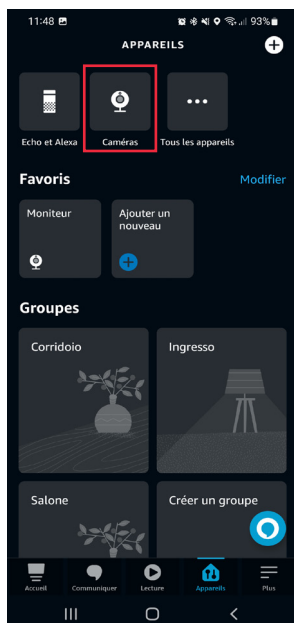 11:48
93%
APPAREILS
Echo et Alexa
Caméras
Tous les appareils
Favoris
Modifier
Moniteur
Ajouter un
nouveau
Groupes
Corridoio
Ingresso
Salone
Créer un groupe
Accueil
Communiquer
Lecture
Appareils
Plus